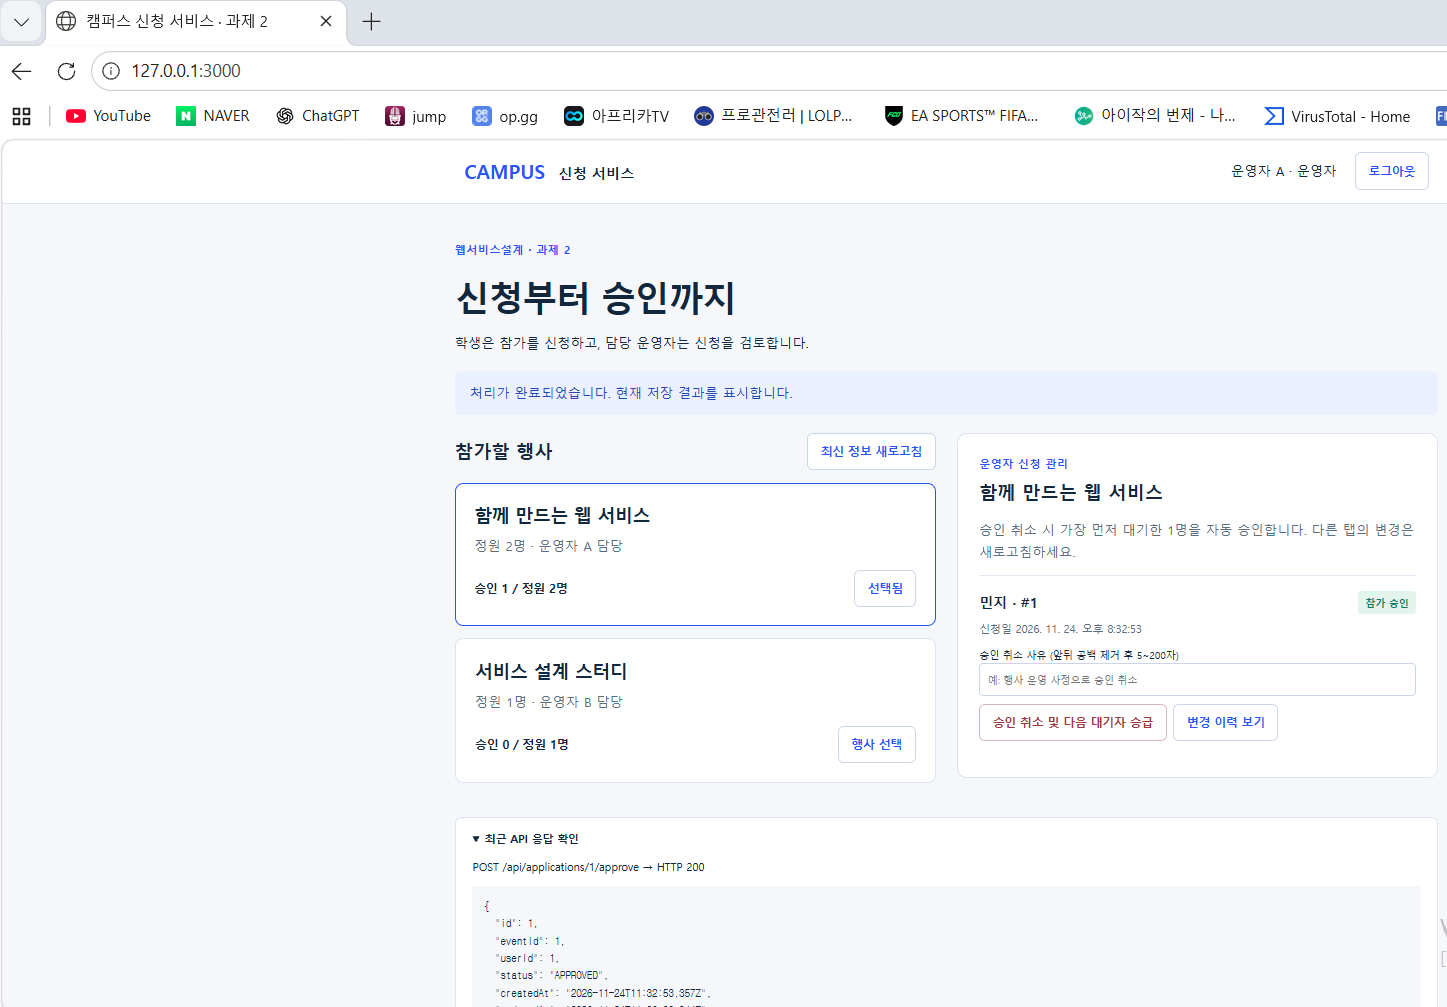 캠퍼스 신청 서비스 · 과제 2
127.0.0.1:3000
YouTube NAVER ChatGPT jump op.gg 아프리카TV 프로관전러 | LOLP... EA SPORTS™ FIFA... 아이작의 번제 - 나... VirusTotal - Home
CAMPUS 신청 서비스
운영자 A · 운영자 로그아웃
웹서비스설계 · 과제 2
신청부터 승인까지
학생은 참가를 신청하고, 담당 운영자는 신청을 검토합니다.
처리가 완료되었습니다. 현재 저장 결과를 표시합니다.
참가할 행사 최신 정보 새로고침
함께 만드는 웹 서비스
정원 2명 · 운영자 A 담당
승인 1 / 정원 2명 선택됨
서비스 설계 스터디
정원 1명 · 운영자 B 담당
승인 0 / 정원 1명 행사 선택
운영자 신청 관리
함께 만드는 웹 서비스
승인 취소 시 가장 먼저 대기한 1명을 자동 승인합니다. 다른 탭의 변경은
새로고침하세요.
민지 · #1 참가 승인
신청일 2026. 11. 24. 오후 8:32:53
승인 취소 사유 (앞뒤 공백 제거 후 5~200자)
예: 행사 운영 사정으로 승인 취소
승인 취소 및 다음 대기자 승급 변경 이력 보기
▼ 최근 API 응답 확인
POST /api/applications/1/approve → HTTP 200
{
"id": 1,
"eventId": 1,
"userId": 1,
"status": "APPROVED",
"createdAt": "2026-11-24T11:32:53.357Z",